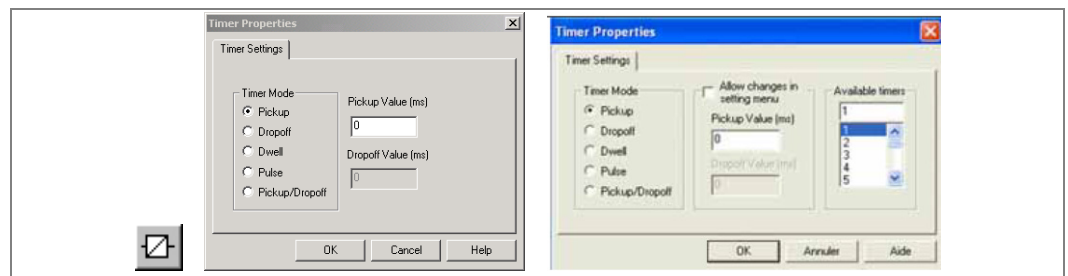 Timer Properties
Timer Settings
Timer Mode
Pickup
Dropoff
Dwell
Pulse
Pickup/Dropoff
Pickup Value (ms)
0
Dropoff Value (ms)
0
OK Cancel Help
Timer Properties
Timer Settings
Timer Mode
Pickup
Dropoff
Dwell
Pulse
Pickup/Dropoff
Allow changes in
setting menu
Pickup Value (ms)
0
Dropoff Value (ms)
0
Available timers
1
1
2
3
4
5
OK Annuler Aide